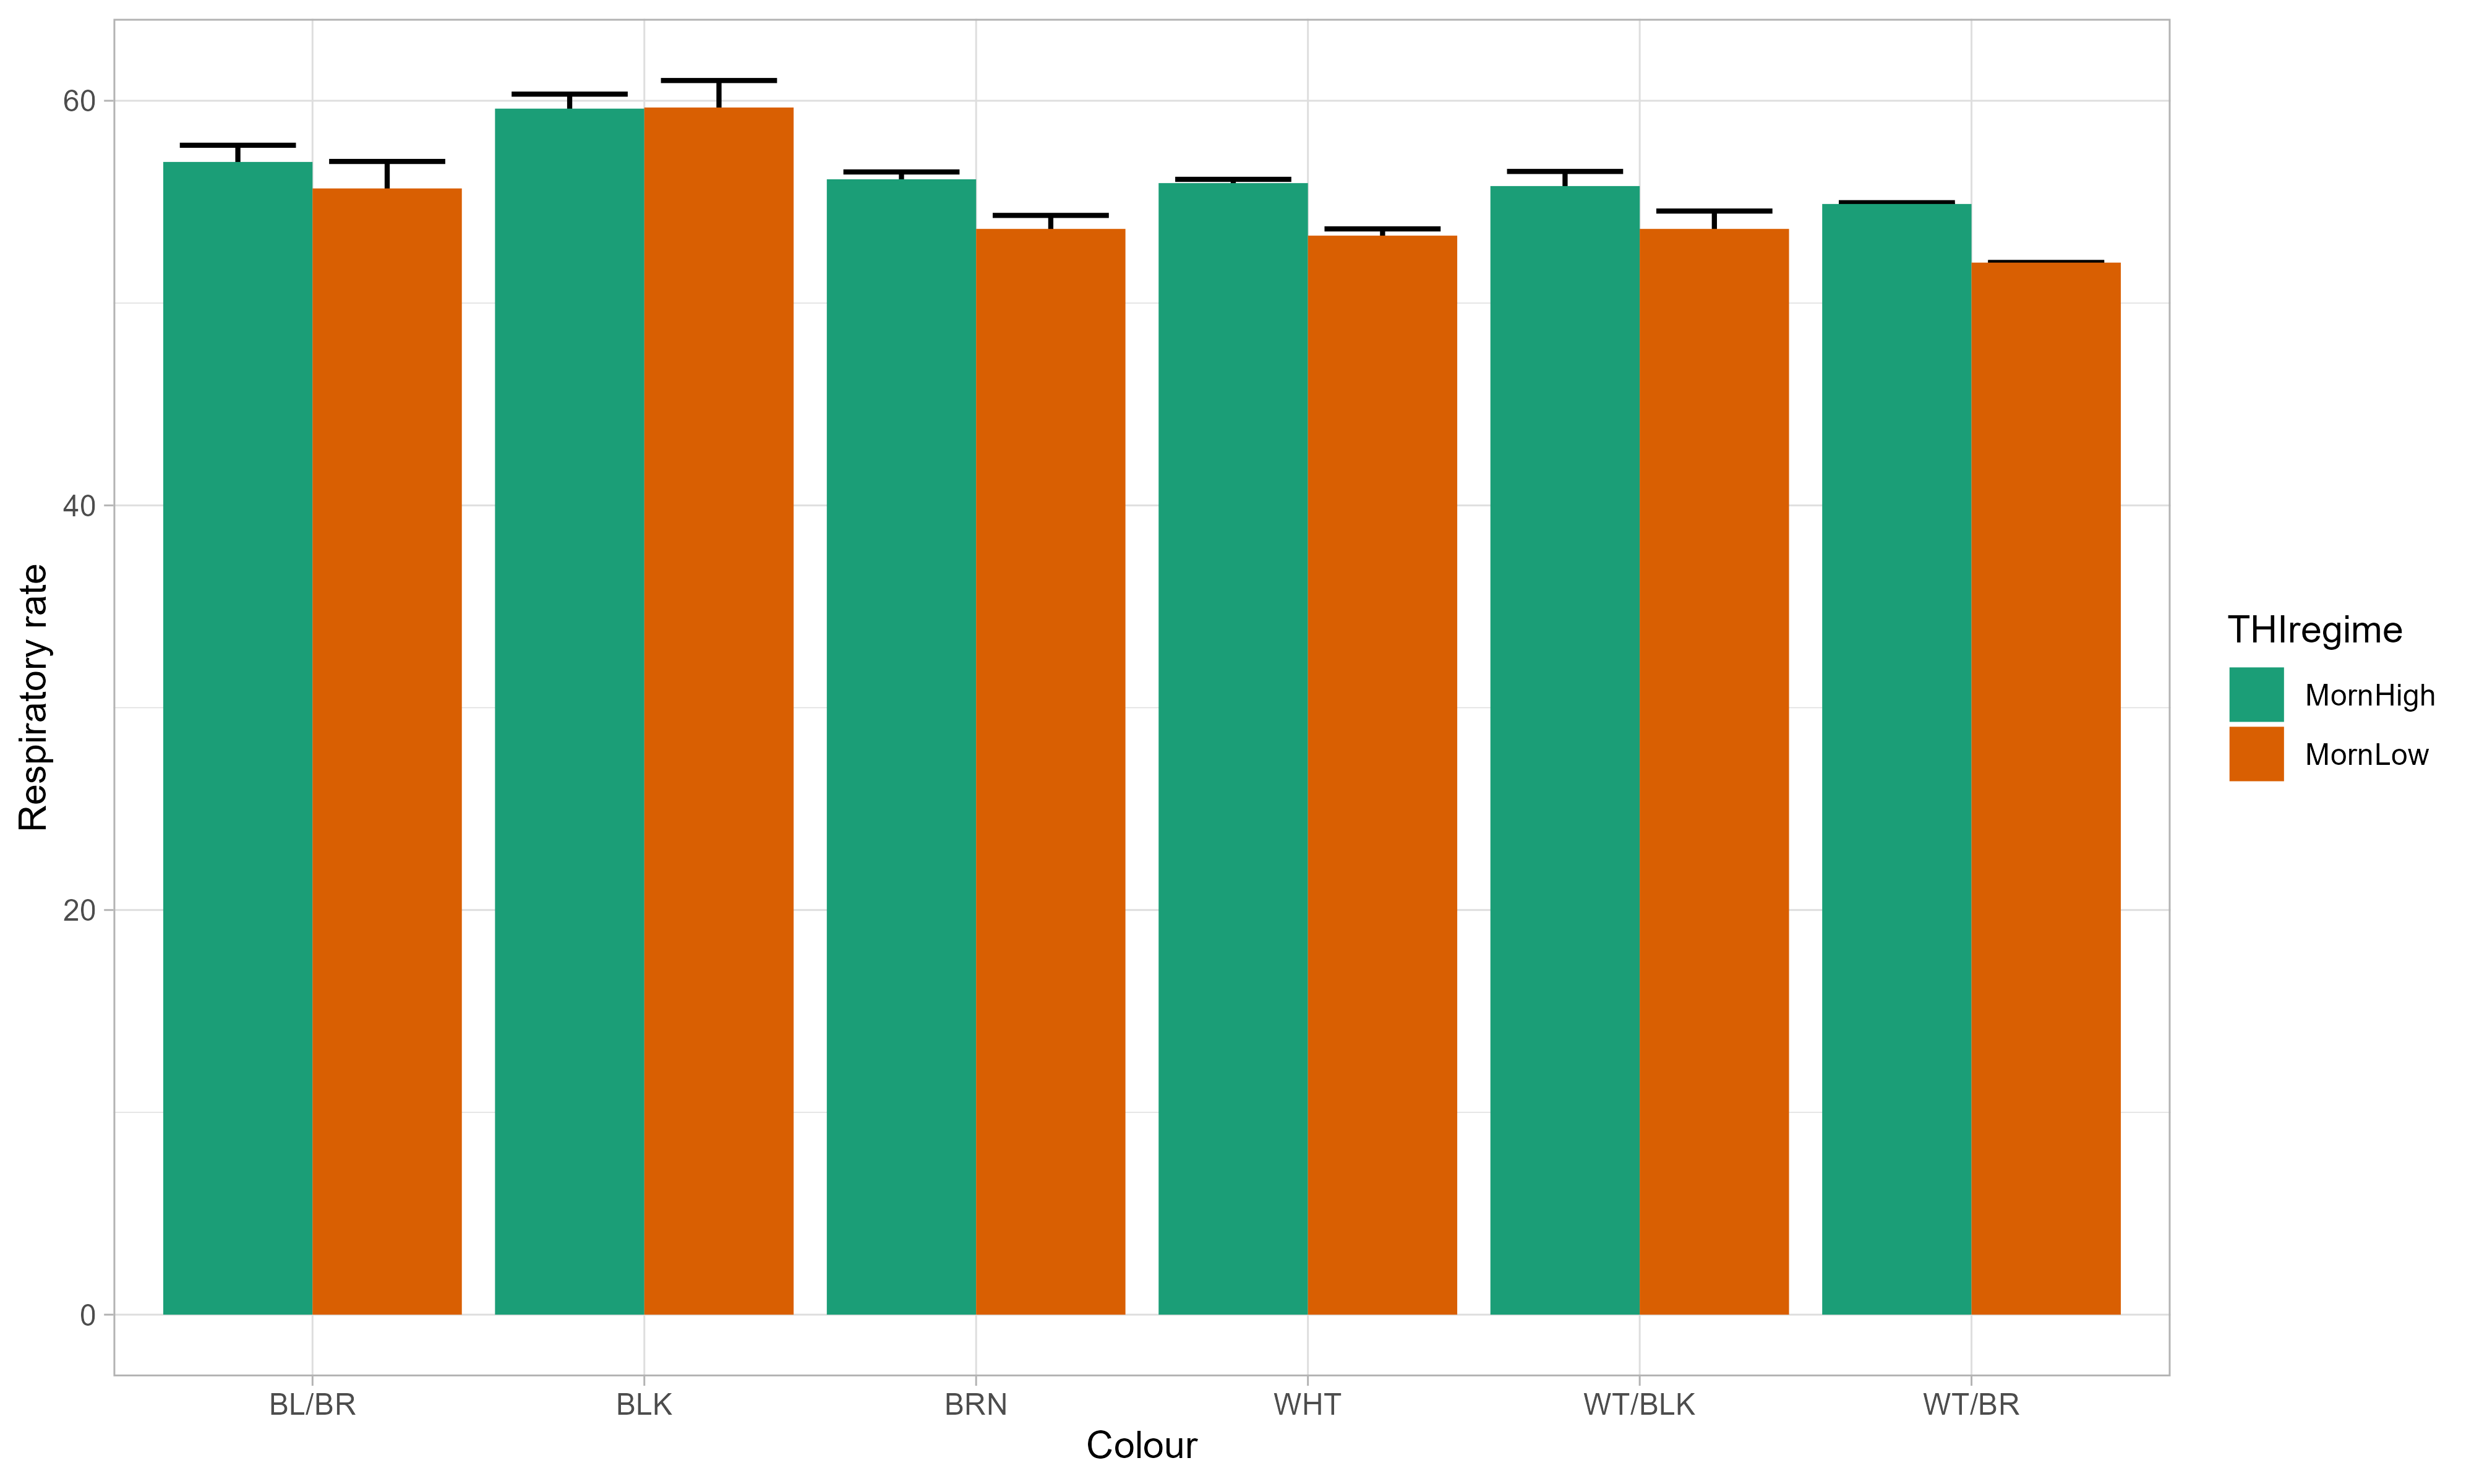 60
40
20
0
Respiratory rate
BL/BR BLK BRN WHT WT/BLK WT/BR
Colour
THIregime
MornHigh
MornLow